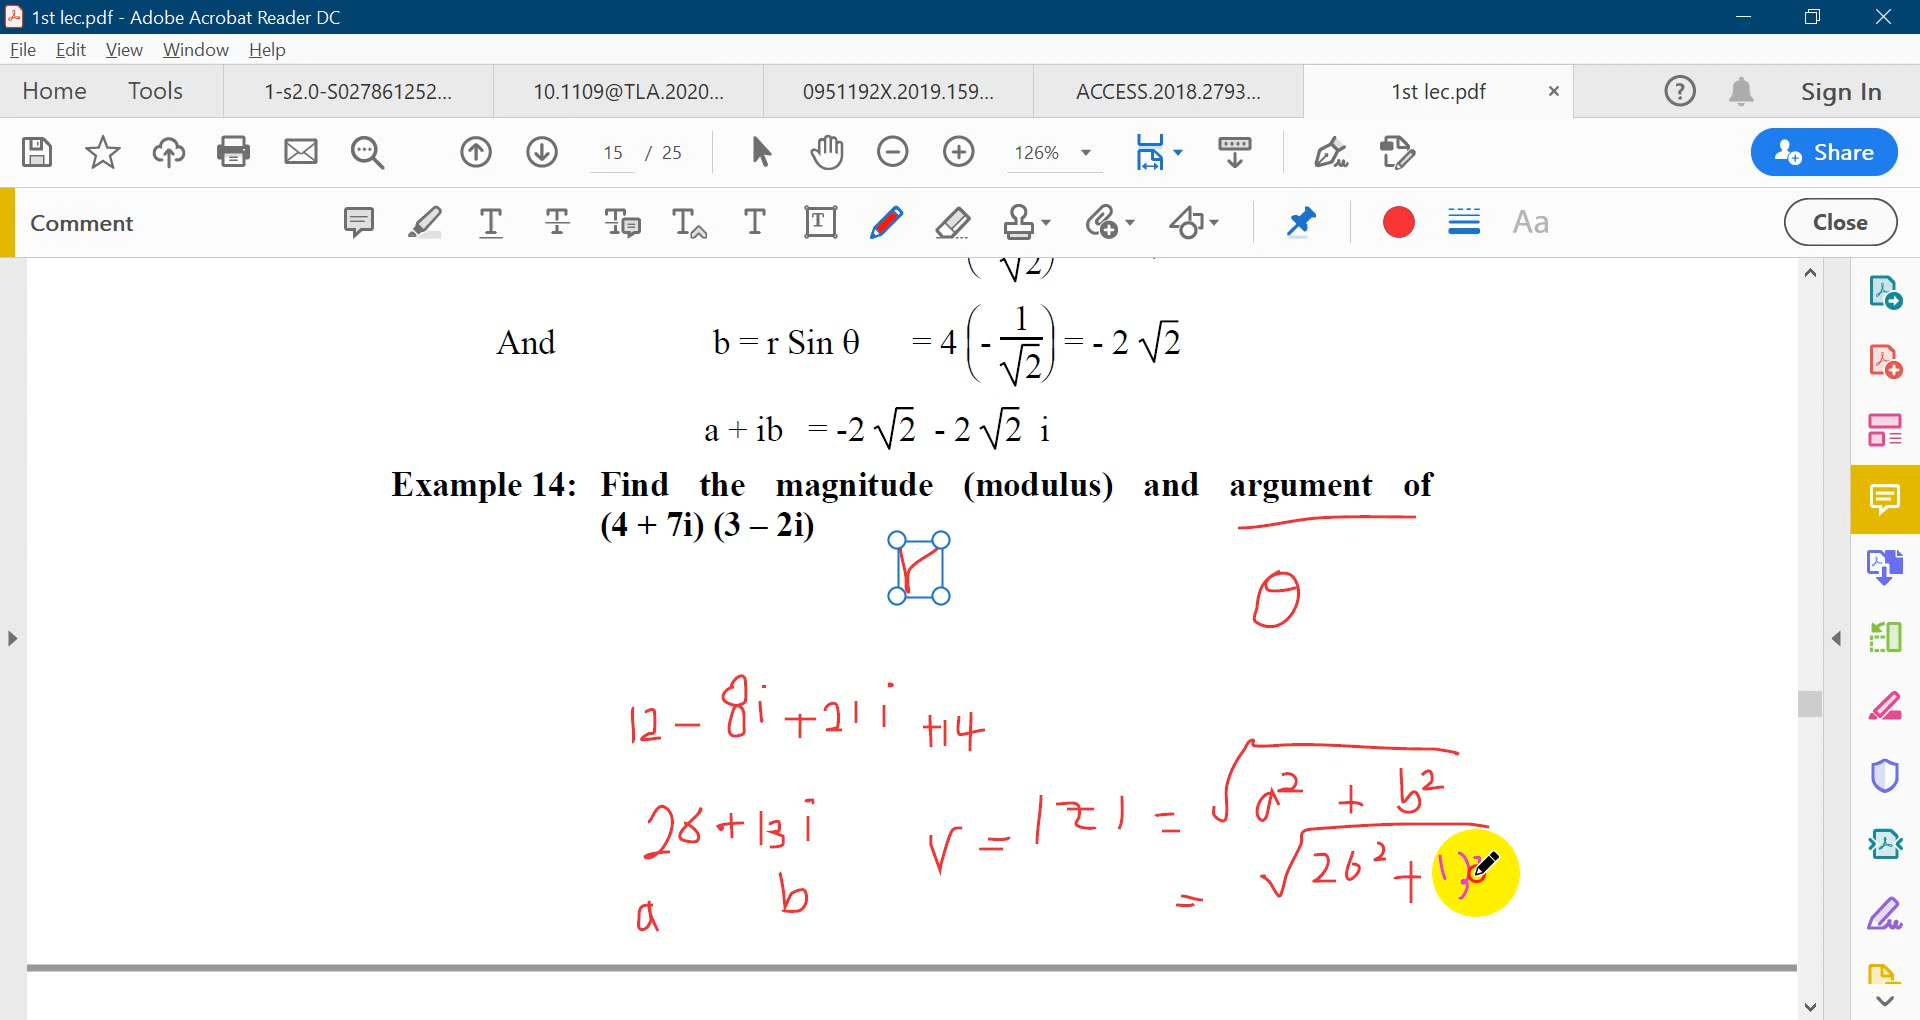 1st lec.pdf - Adobe Acrobat Reader DC
File Edit View Window Help
Home Tools 1-s2.0-S027861252... 10.1109@TLA.2020... 0951192X.2019.159... ACCESS.2018.2793... 1st lec.pdf × Sign In
15 / 25 126% Share
Comment Aa Close
(√2)
And b = r Sin θ = 4 (- 1/√2) = - 2 √2
a + ib = -2 √2 - 2 √2 i
Example 14: Find the magnitude (modulus) and argument of
(4 + 7i) (3 – 2i)
r
θ
12 - 8i + 21 i +14
26 + 13 i
r = |z| = √a² + b²
= √26² + 13
a b